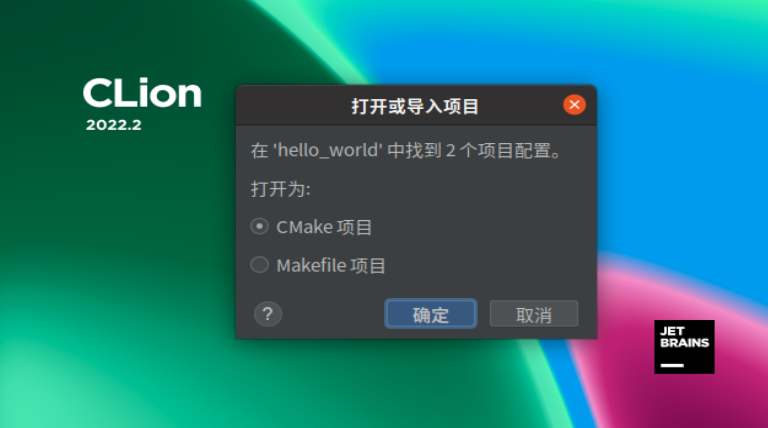 CLion
2022.2
打开或导入项目
在 'hello_world' 中找到 2 个项目配置。
打开为:
CMake 项目
Makefile 项目
?
确定
取消
JET
BRAINS